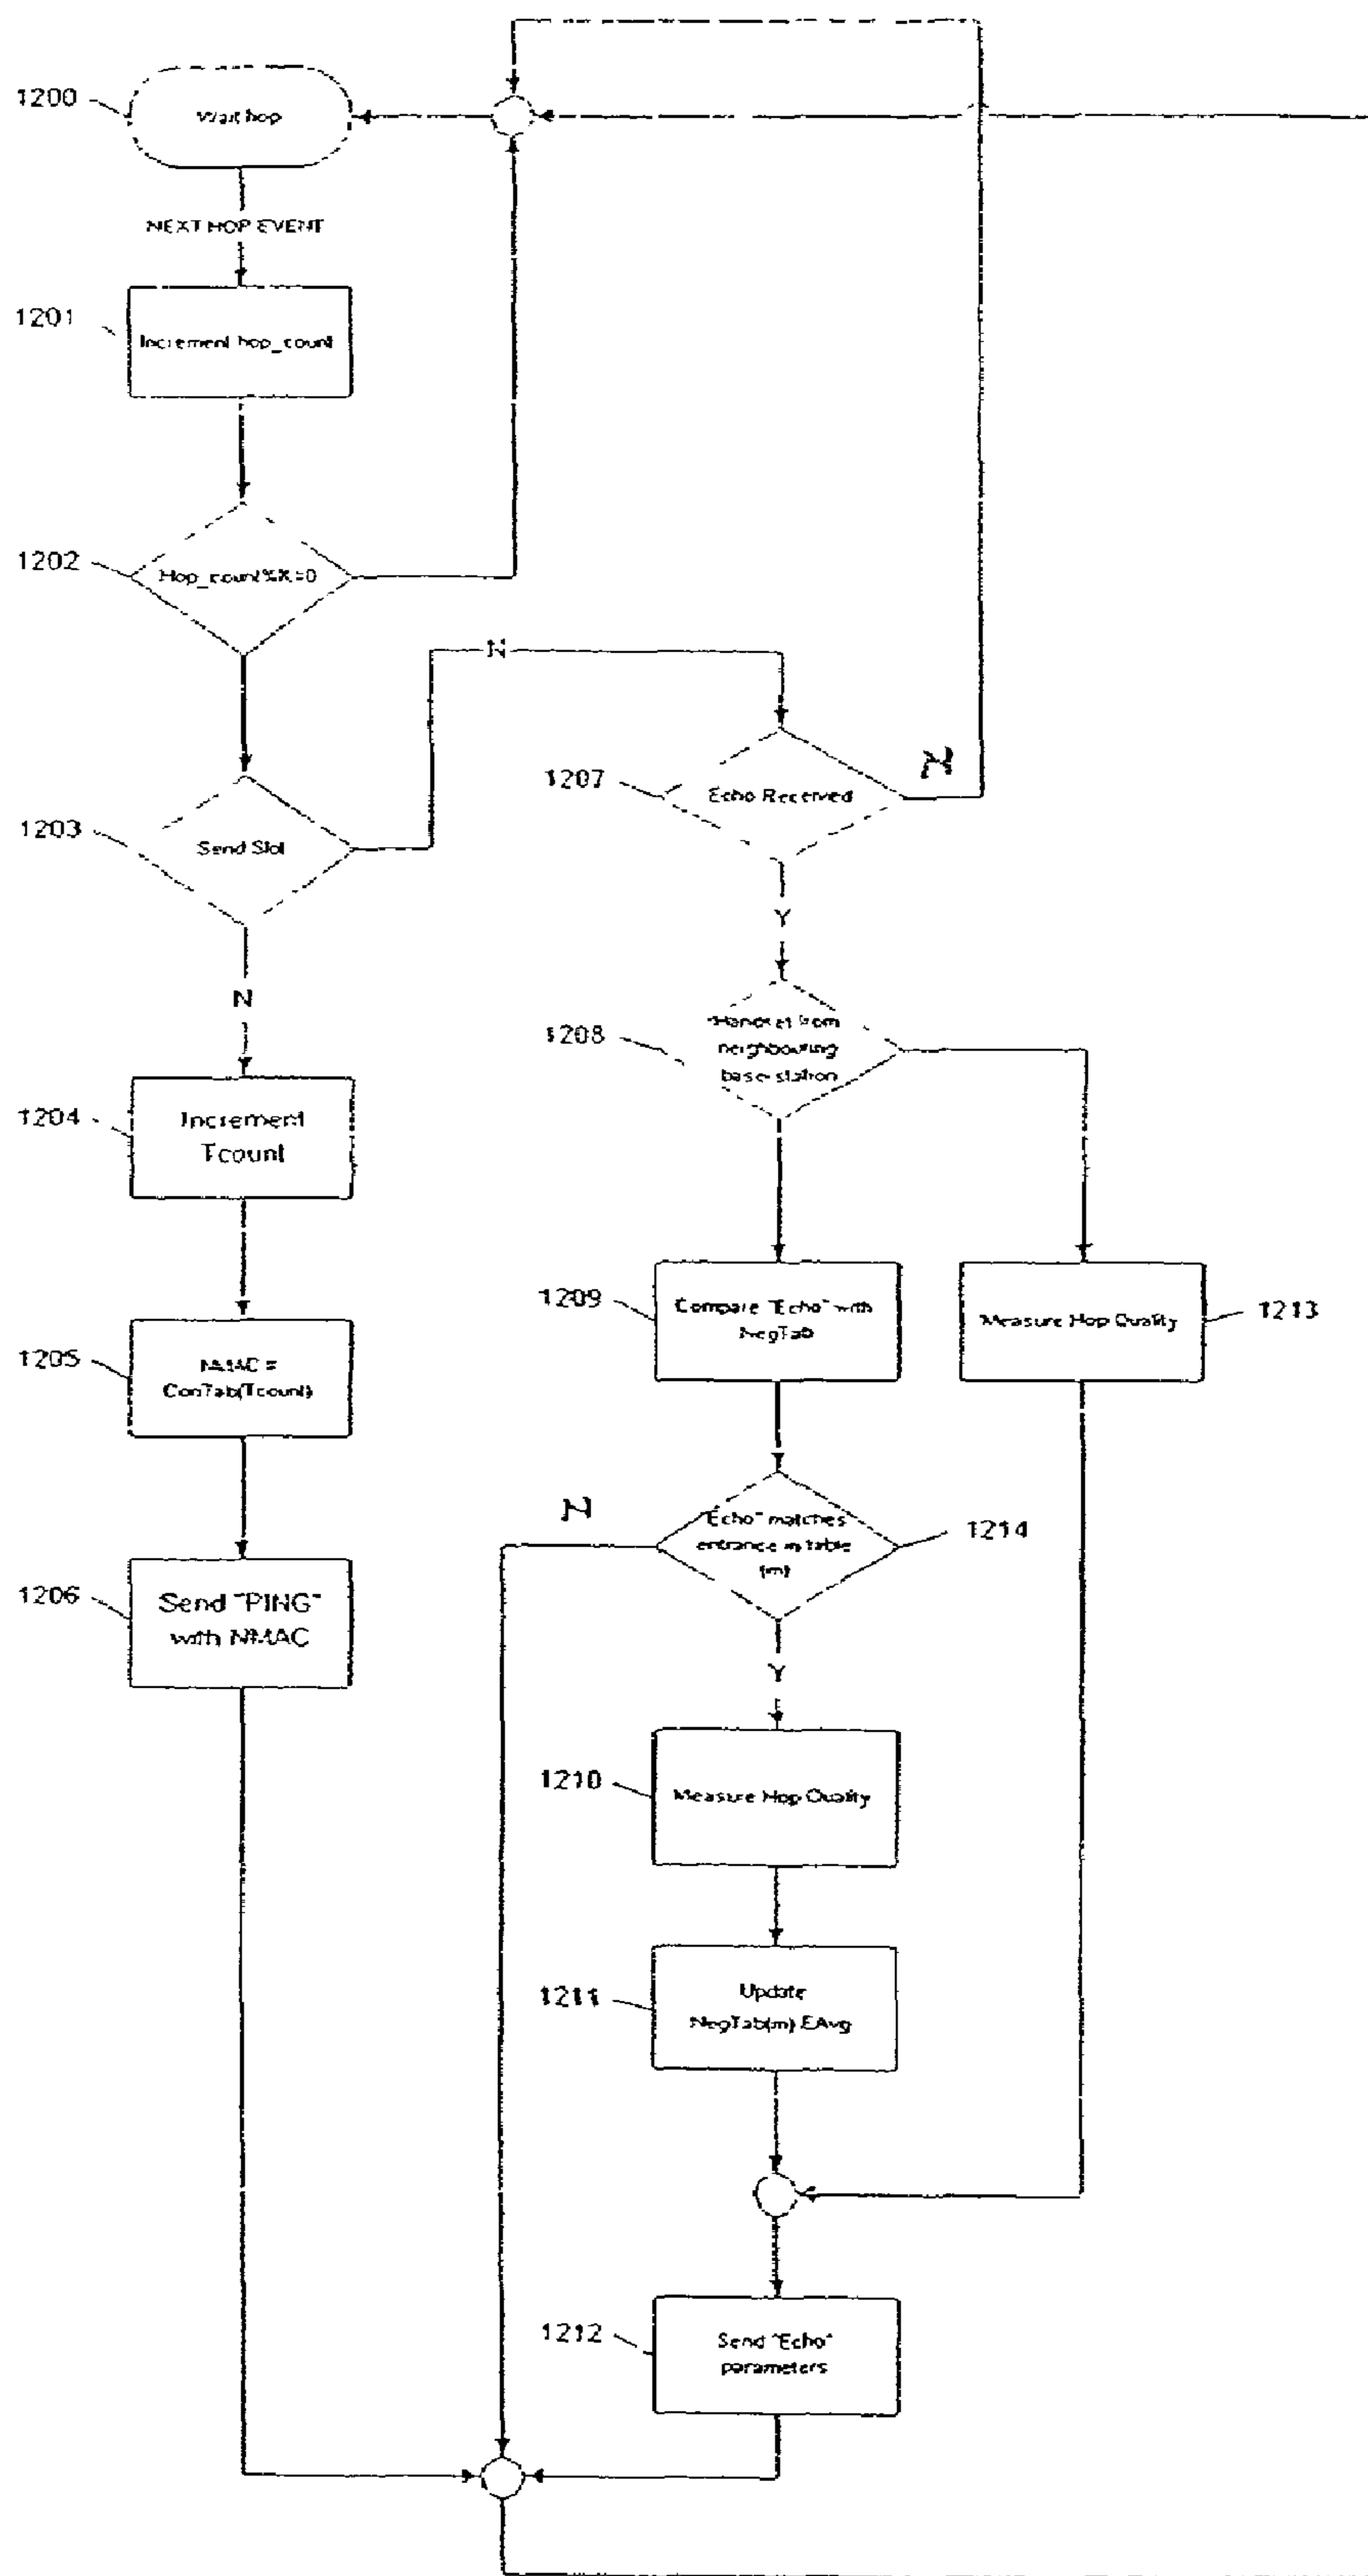 1200
Wait hop
NEXT HOP EVENT
1201
Increment hop_count
1202
Hop_count%K=0
N
1203
Send Slot
1207
Echo Received
N
N
Y
1204
Increment
Tcount
1208
Handset from
neighbouring
base-station
1205
NMAC =
ConTab(Tcount)
1209
Compare "Echo" with
NegTab
Measure Hop Quality
1213
1206
Send "PING"
with NMAC
N
"Echo" matches
entrance in table
(m)
1214
Y
1210
Measure Hop Quality
1211
Update
NegTab(m).EAvg
1212
Send "Echo"
parameters